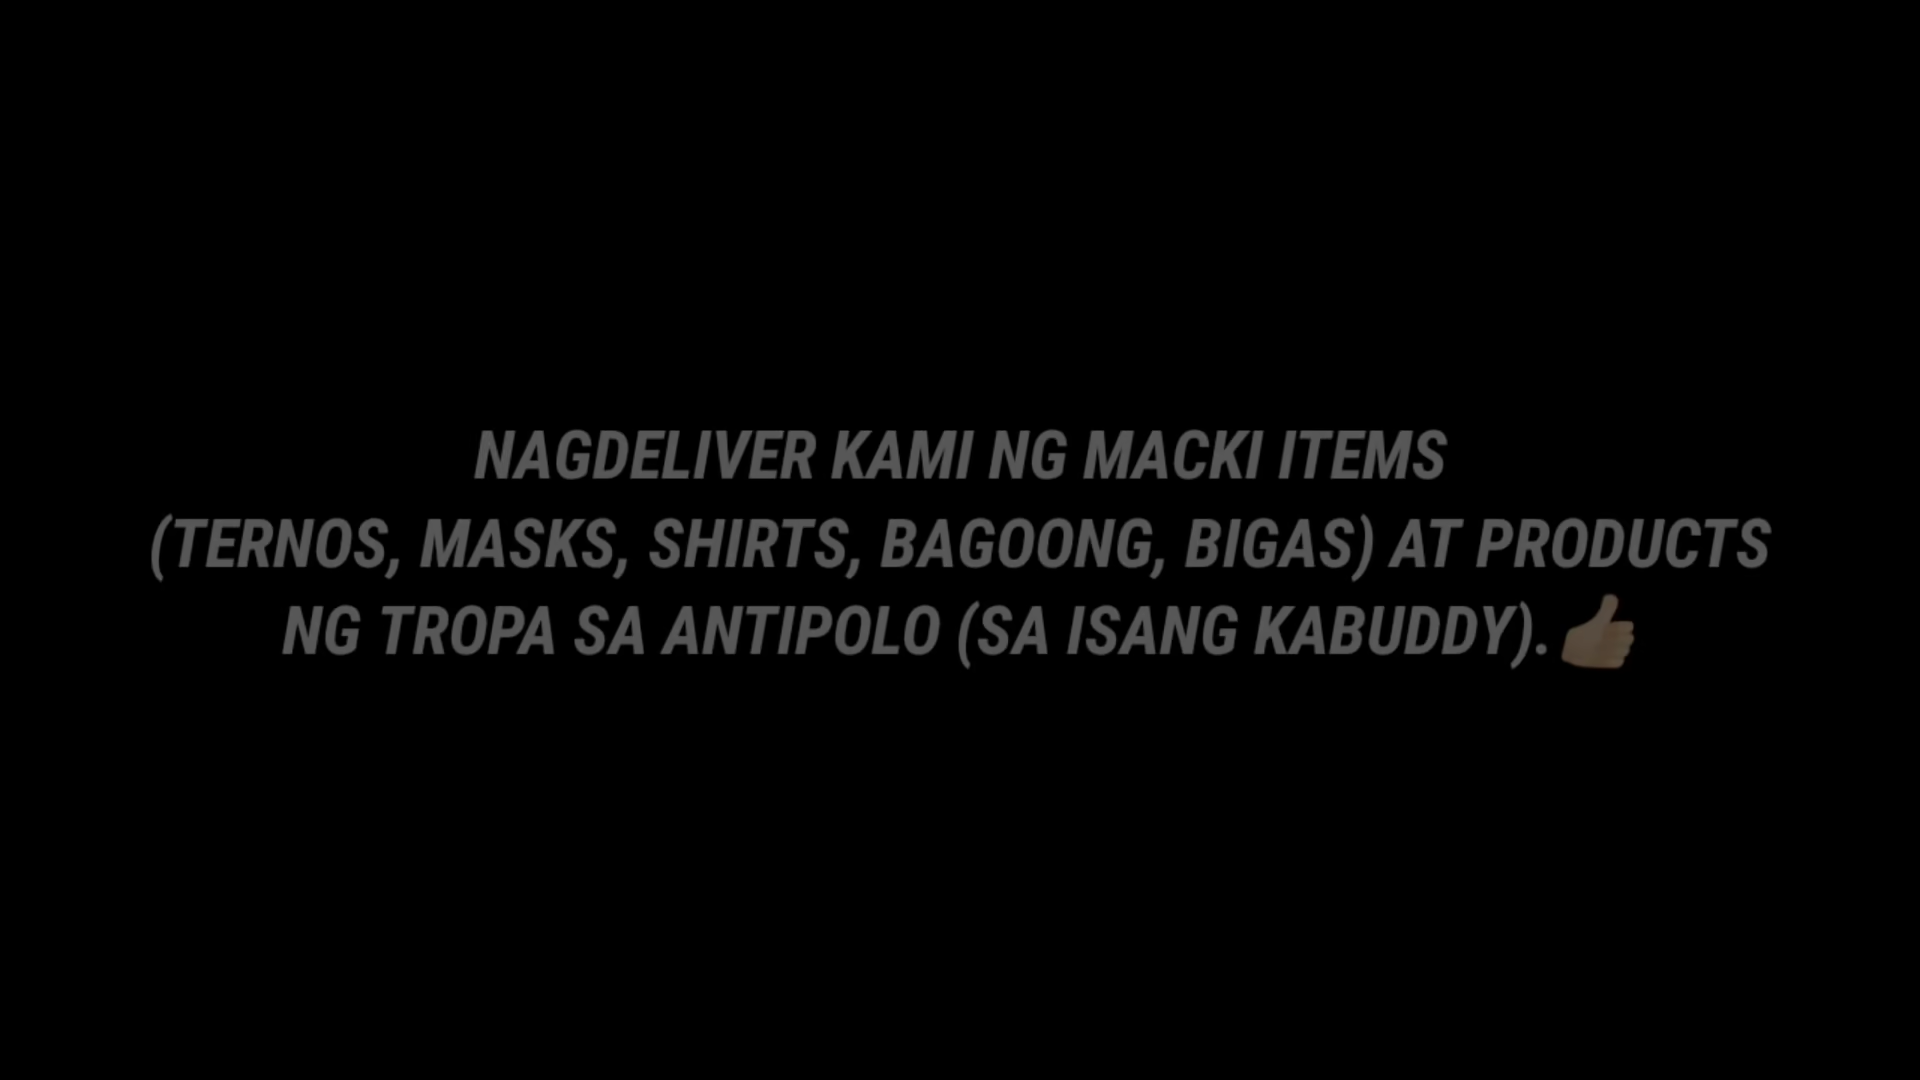 NAGDELIVER KAMI NG MACKI ITEMS
(TERNOS, MASKS, SHIRTS, BAGOONG, BIGAS) AT PRODUCTS
NG TROPA SA ANTIPOLO (SA ISANG KABUDDY).👍🏼